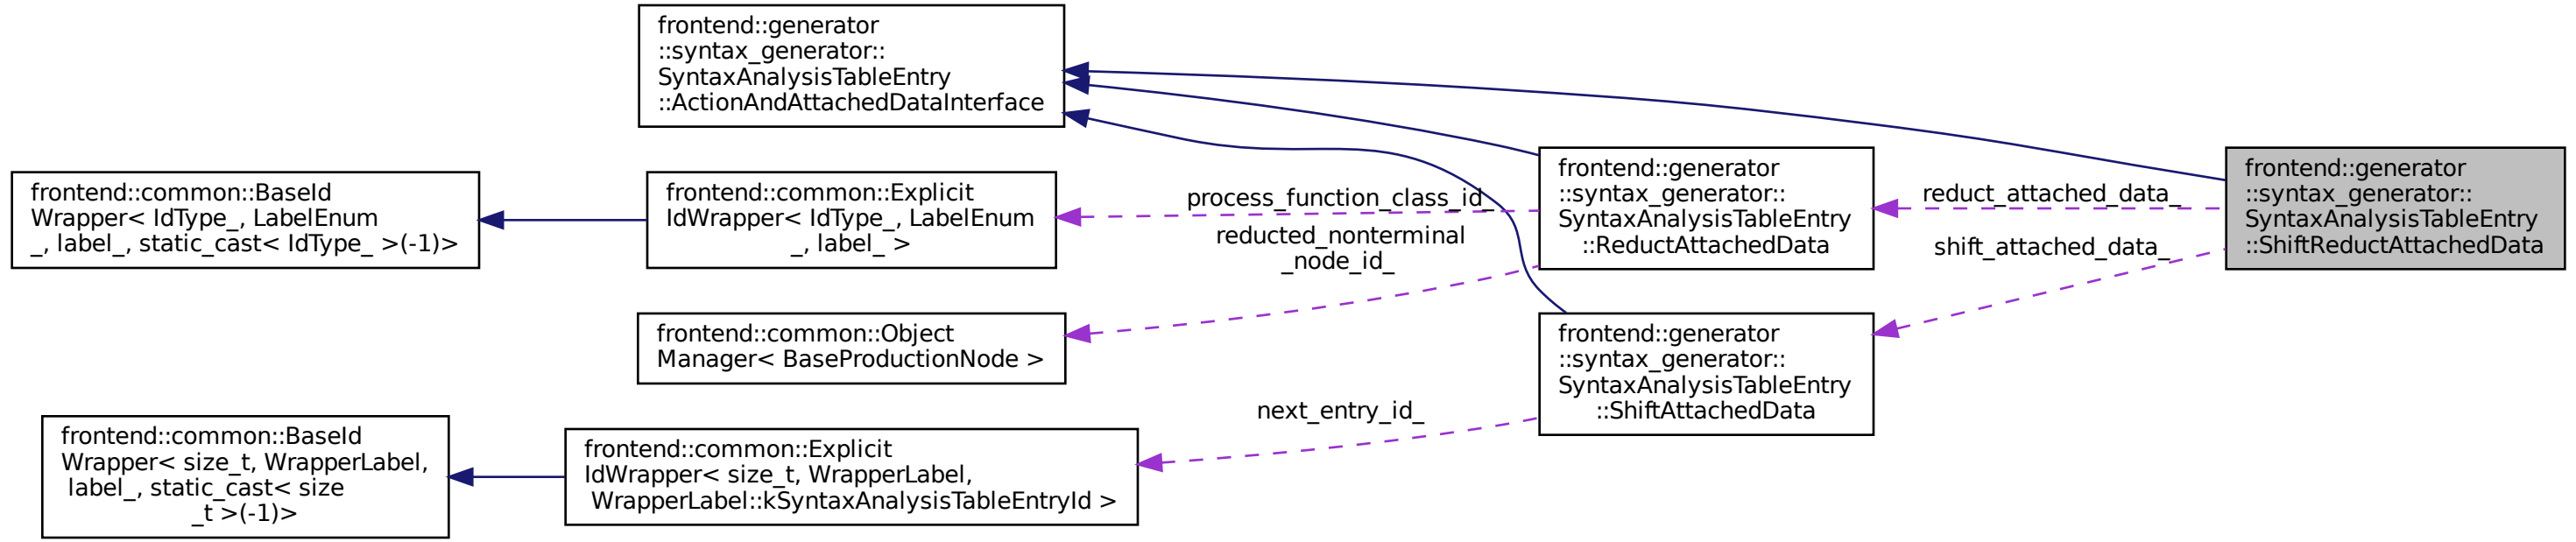 frontend::generator
::syntax_generator::
SyntaxAnalysisTableEntry
::ActionAndAttachedDataInterface
frontend::common::BaseId
Wrapper< IdType_, LabelEnum
_, label_, static_cast< IdType_ >(-1)>
frontend::common::Explicit
IdWrapper< IdType_, LabelEnum
_, label_ >
process_function_class_id_
reducted_nonterminal
_node_id_
frontend::generator
::syntax_generator::
SyntaxAnalysisTableEntry
::ReductAttachedData
reduct_attached_data_
shift_attached_data_
frontend::generator
::syntax_generator::
SyntaxAnalysisTableEntry
::ShiftReductAttachedData
frontend::common::Object
Manager< BaseProductionNode >
frontend::generator
::syntax_generator::
SyntaxAnalysisTableEntry
::ShiftAttachedData
next_entry_id_
frontend::common::BaseId
Wrapper< size_t, WrapperLabel,
label_, static_cast< size
_t >(-1)>
frontend::common::Explicit
IdWrapper< size_t, WrapperLabel,
WrapperLabel::kSyntaxAnalysisTableEntryId >